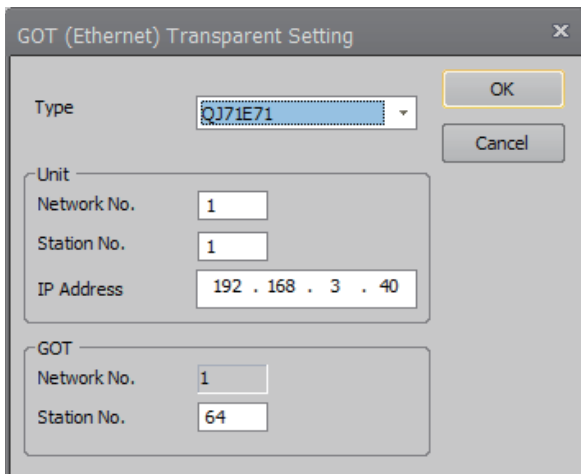 GOT (Ethernet) Transparent Setting
Type
QJ71E71
OK
Cancel
Unit
Network No.
1
Station No.
1
IP Address
192 . 168 . 3 . 40
GOT
Network No.
1
Station No.
64